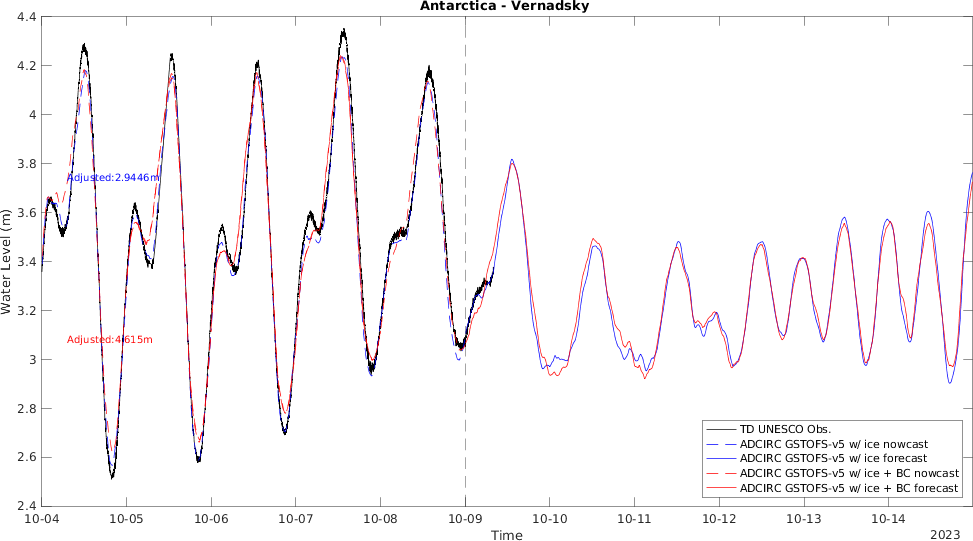 Antarctica - Vernadsky
4.4
4.2
4
3.8
3.6
3.4
3.2
3
2.8
2.6
2.4
Water Level (m)
Adjusted:2.9446m
Adjusted:4.615m
TD UNESCO Obs.
ADCIRC GSTOFS-v5 w/ ice nowcast
ADCIRC GSTOFS-v5 w/ ice forecast
ADCIRC GSTOFS-v5 w/ ice + BC nowcast
ADCIRC GSTOFS-v5 w/ ice + BC forecast
10-04 10-05 10-06 10-07 10-08 10-09 10-10 10-11 10-12 10-13 10-14
Time
2023